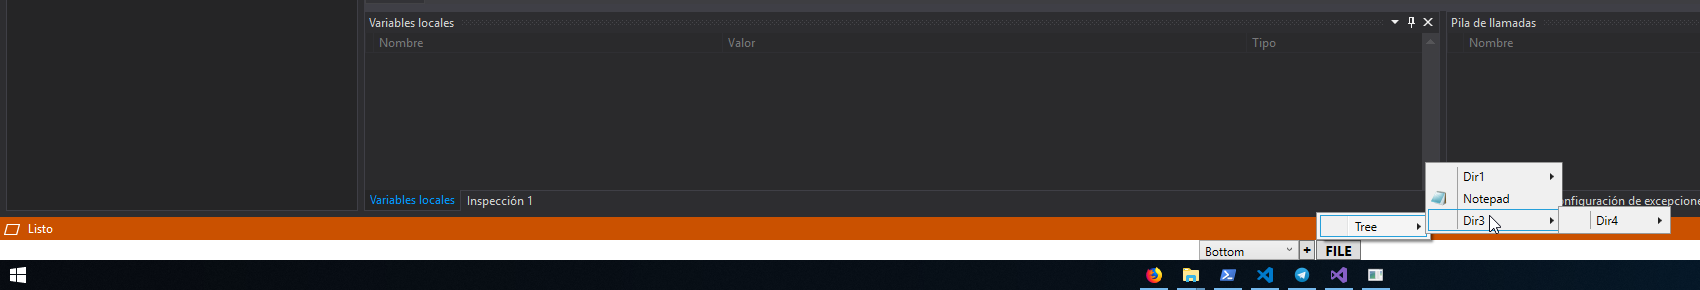 Variables locales
Pila de llamadas
Nombre
Valor
Tipo
Nombre
Dir1
Notepad
Dir3
Dir4
Variables locales
Inspección 1
onfiguración de excepcione
Listo
Tree
Bottom
+
FILE